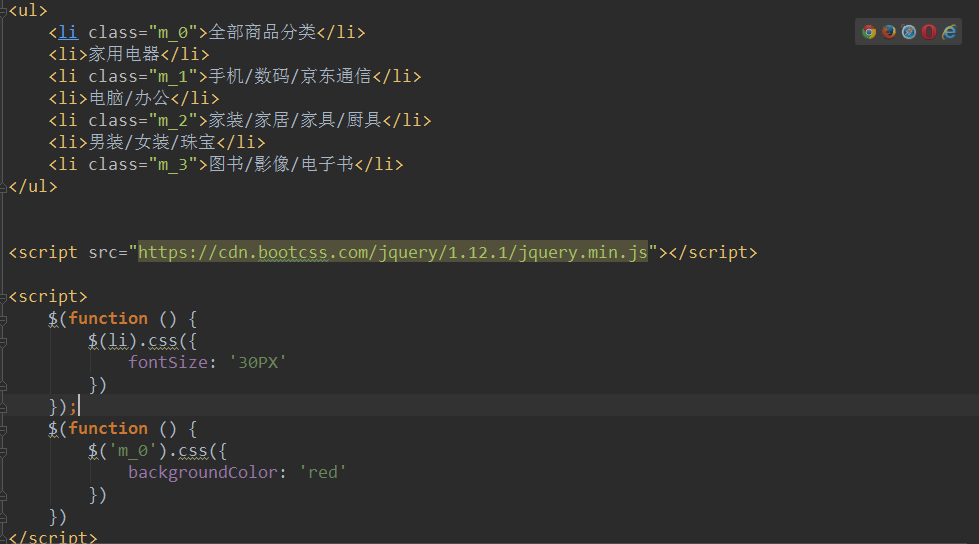 <ul>
<li class="m_0">全部商品分类</li>
<li>家用电器</li>
<li class="m_1">手机/数码/京东通信</li>
<li>电脑/办公</li>
<li class="m_2">家装/家居/家具/厨具</li>
<li>男装/女装/珠宝</li>
<li class="m_3">图书/影像/电子书</li>
</ul>
<script src="https://cdn.bootcss.com/jquery/1.12.1/jquery.min.js"></script>
<script>
$(function () {
$(li).css({
fontSize: '30PX'
})
});
$(function () {
$('m_0').css({
backgroundColor: 'red'
})
})
</script>